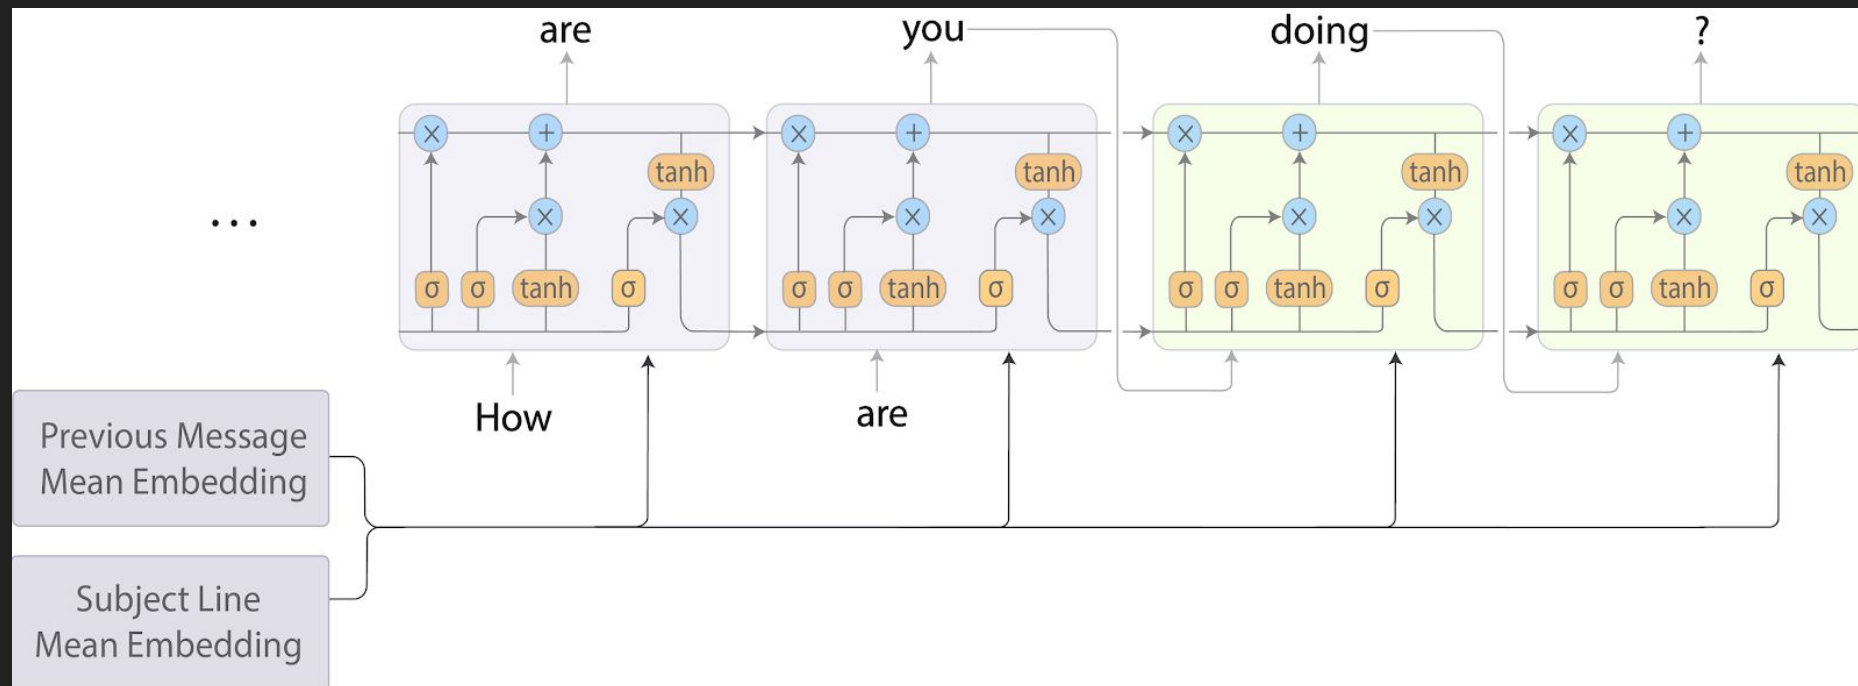 are you doing ?
× + × + × + × +
tanh tanh tanh tanh
× × × × × × × ×
...
σ σ tanh σ σ σ tanh σ σ σ tanh σ σ σ tanh σ
How are
Previous Message
Mean Embedding
Subject Line
Mean Embedding